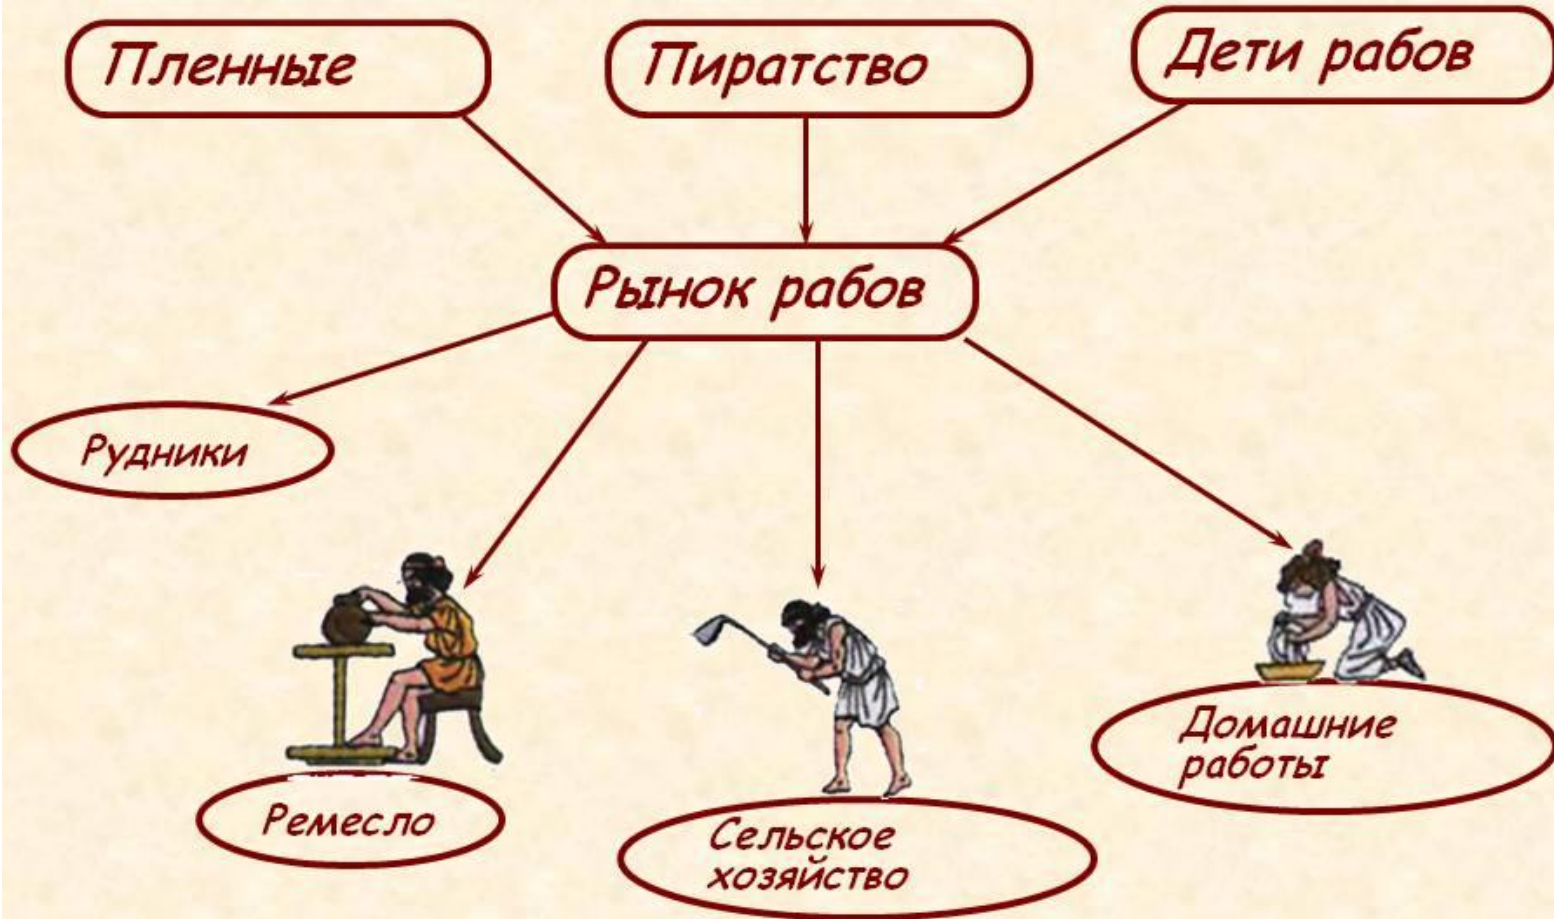 Пленные
Пиратство
Дети рабов
Рынок рабов
Рудники
Ремесло
Сельское
хозяйство
Домашние
работы